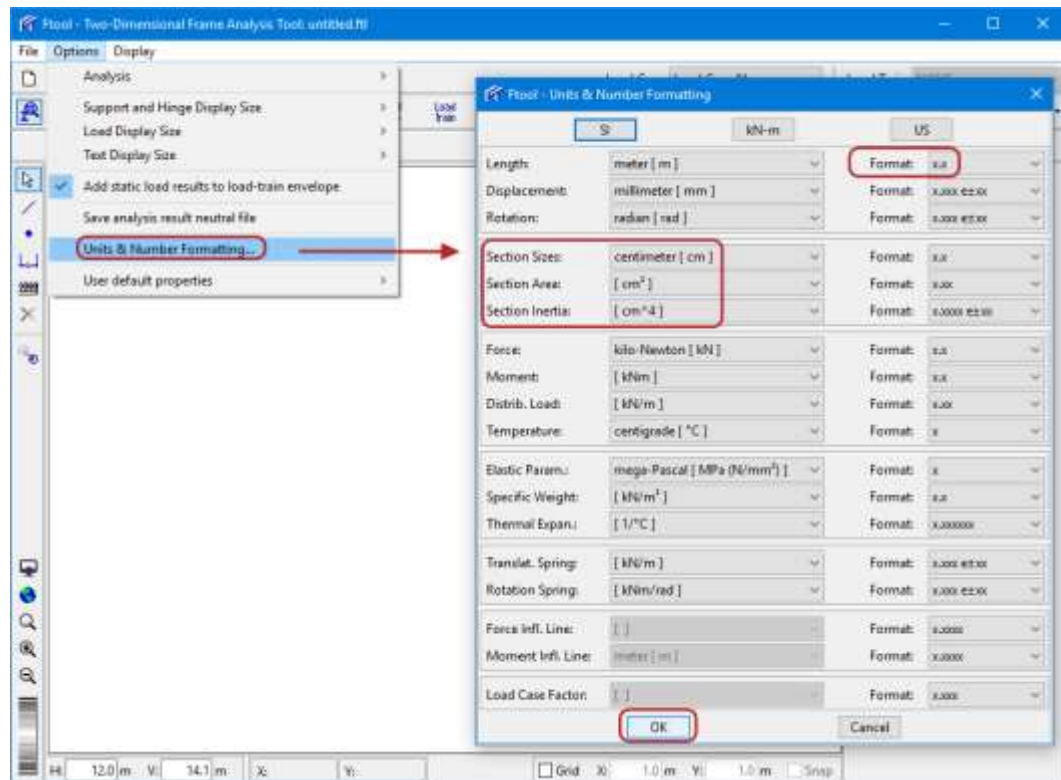 Ftool - Two-Dimensional Frame Analysis Tool: untitled.ftl
File Options Display
Analysis
Support and Hinge Display Size
Load Display Size
Text Display Size
Add static load results to load-train envelope
Save analysis result neutral file
Units & Number Formatting...
User default properties
Load Train
Ftool - Units & Number Formatting
SI kN-m US
Length: meter [ m ] Format: x.x
Displacement: millimeter [ mm ] Format: x.xxx e±xx
Rotation: radian [ rad ] Format: x.xxx e±xx
Section Sizes: centimeter [ cm ] Format: x.x
Section Area: [ cm² ] Format: x.xx
Section Inertia: [ cm^4 ] Format: x.xxxx e±xx
Force: kilo-Newton [ kN ] Format: x.x
Moment: [ kNm ] Format: x.x
Distrib. Load: [ kN/m ] Format: x.xx
Temperature: centigrade [ °C ] Format: x
Elastic Param.: mega-Pascal [ MPa (N/mm²) ] Format: x
Specific Weight: [ kN/m³ ] Format: x.x
Thermal Expan.: [ 1/°C ] Format: x.xxxxxx
Translat. Spring: [ kN/m ] Format: x.xxx e±xx
Rotation Spring: [ kNm/rad ] Format: x.xxx e±xx
Force Infl. Line: [ ] Format: x.xxxx
Moment Infl. Line: meter [ m ] Format: x.xxxx
Load Case Factor: [ ] Format: x.xxx
OK Cancel
H: 12.0 m V: 14.1 m X: Y: Grid X: 1.0 m Y: 1.0 m Snap